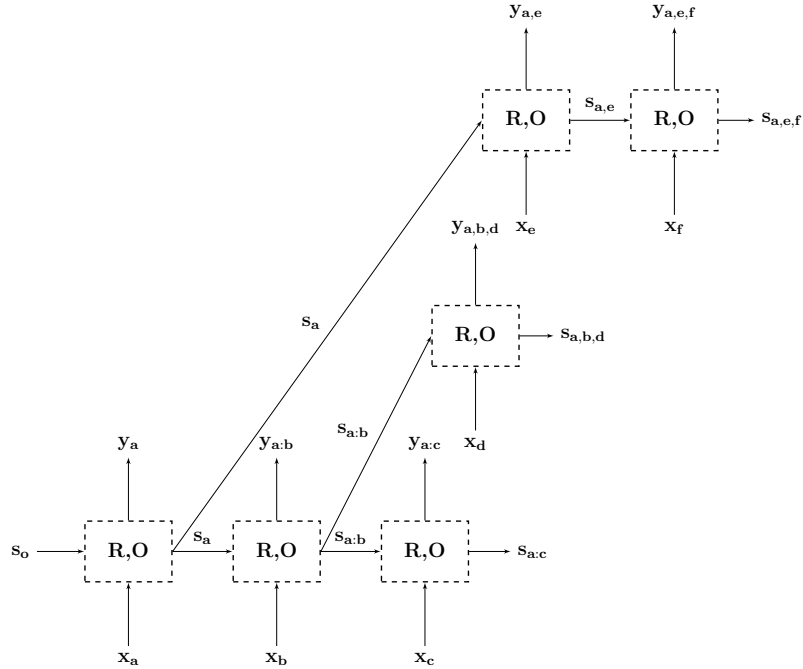 y_{a,e} y_{a,e,f}
R,O s_{a,e} R,O s_{a,e,f}
x_e x_f
y_{a,b,d}
s_a
R,O s_{a,b,d}
s_{a:b}
x_d
y_a y_{a:b} y_{a:c}
s_o R,O s_a R,O s_{a:b} R,O s_{a:c}
x_a x_b x_c